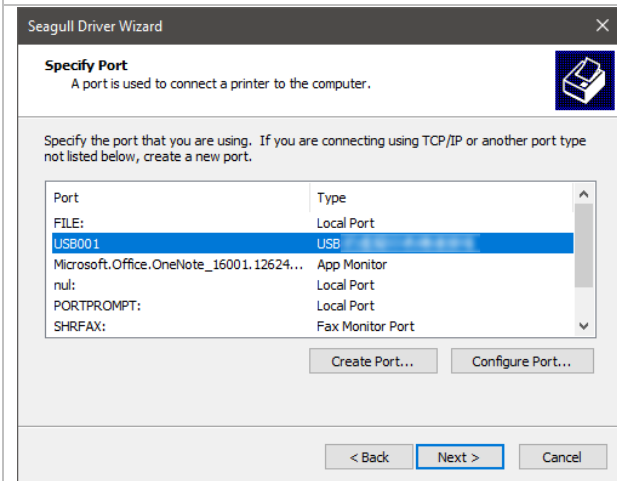 Seagull Driver Wizard
Specify Port
A port is used to connect a printer to the computer.
Specify the port that you are using. If you are connecting using TCP/IP or another port type
not listed below, create a new port.
Port Type
FILE: Local Port
USB001 USB
Microsoft.Office.OneNote_16001.12624... App Monitor
nul: Local Port
PORTPROMPT: Local Port
SHRFAX: Fax Monitor Port
Create Port... Configure Port...
< Back Next > Cancel